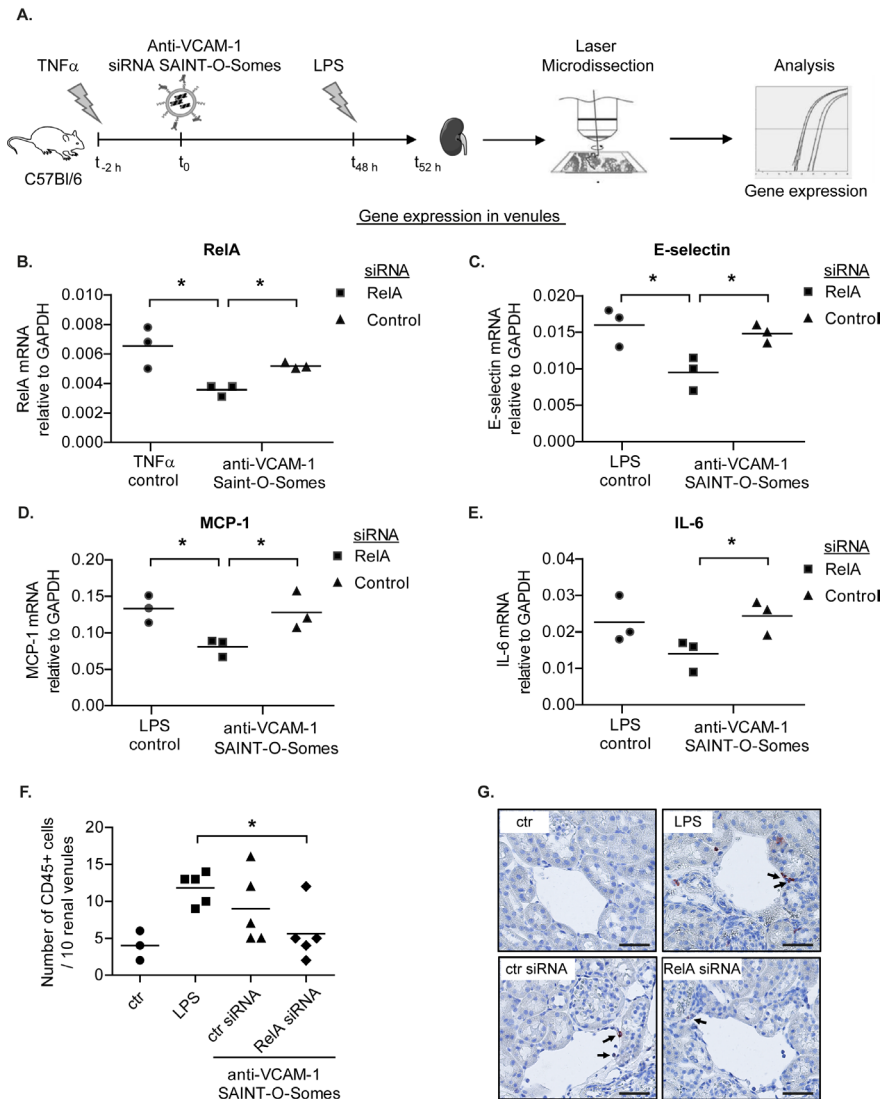 A.
Anti-VCAM-1
siRNA SAINT-O-Somes
TNFα
LPS
Laser
Microdissection
Analysis
C57Bl/6
t-2 h
t0
t48 h
t52 h
Gene expression
Gene expression in venules
B.
RelA
siRNA
RelA
Control
*
*
RelA mRNA
relative to GAPDH
0.010
0.008
0.006
0.004
0.002
0.000
TNFα
control
anti-VCAM-1
Saint-O-Somes
C.
E-selectin
siRNA
RelA
Control
*
*
E-selectin mRNA
relative to GAPDH
0.020
0.015
0.010
0.005
0.000
LPS
control
anti-VCAM-1
SAINT-O-Somes
D.
MCP-1
siRNA
RelA
Control
*
*
MCP-1 mRNA
relative to GAPDH
0.20
0.15
0.10
0.05
0.00
LPS
control
anti-VCAM-1
SAINT-O-Somes
E.
IL-6
siRNA
RelA
Control
*
IL-6 mRNA
relative to GAPDH
0.04
0.03
0.02
0.01
0.00
LPS
control
anti-VCAM-1
SAINT-O-Somes
F.
*
Number of CD45+ cells
/ 10 renal venules
20
15
10
5
0
ctr
LPS
ctr siRNA
RelA siRNA
anti-VCAM-1
SAINT-O-Somes
G.
ctr
LPS
ctr siRNA
RelA siRNA